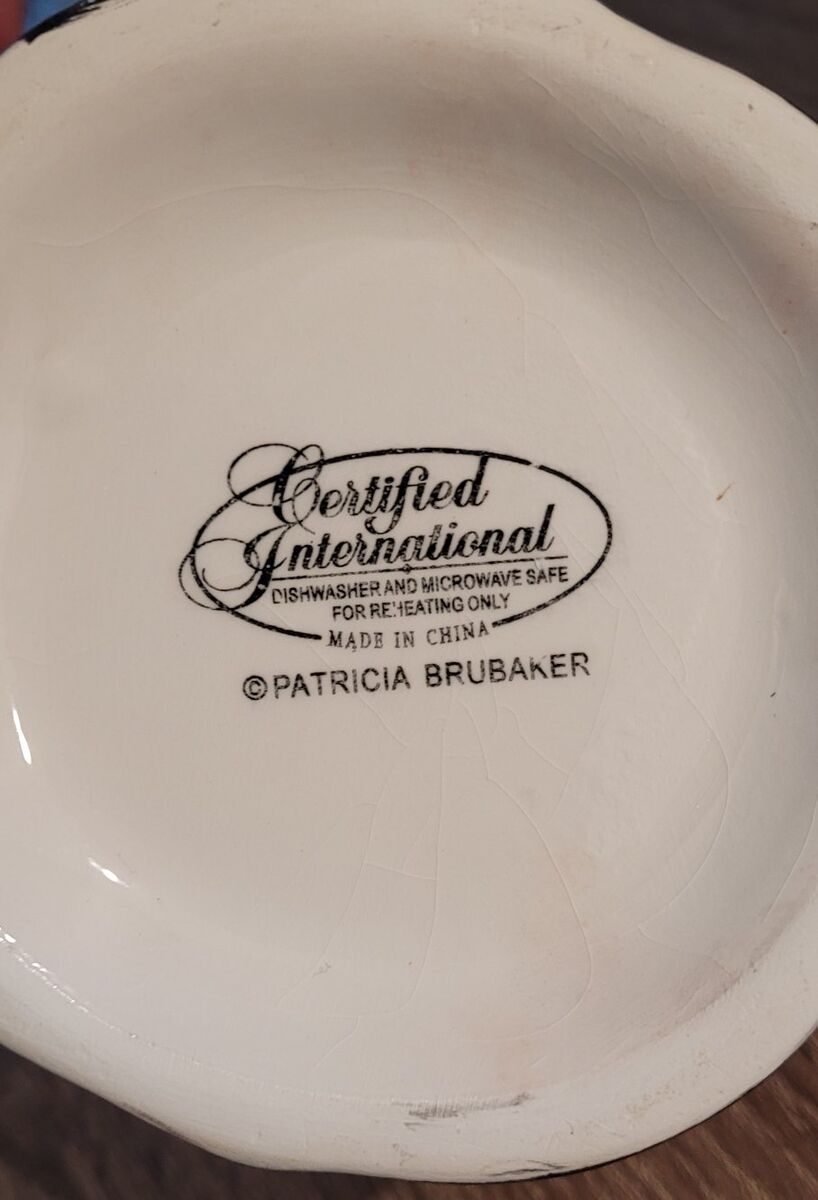 Certified
International
DISHWASHER AND MICROWAVE SAFE
FOR REHEATING ONLY
MADE IN CHINA
©PATRICIA BRUBAKER